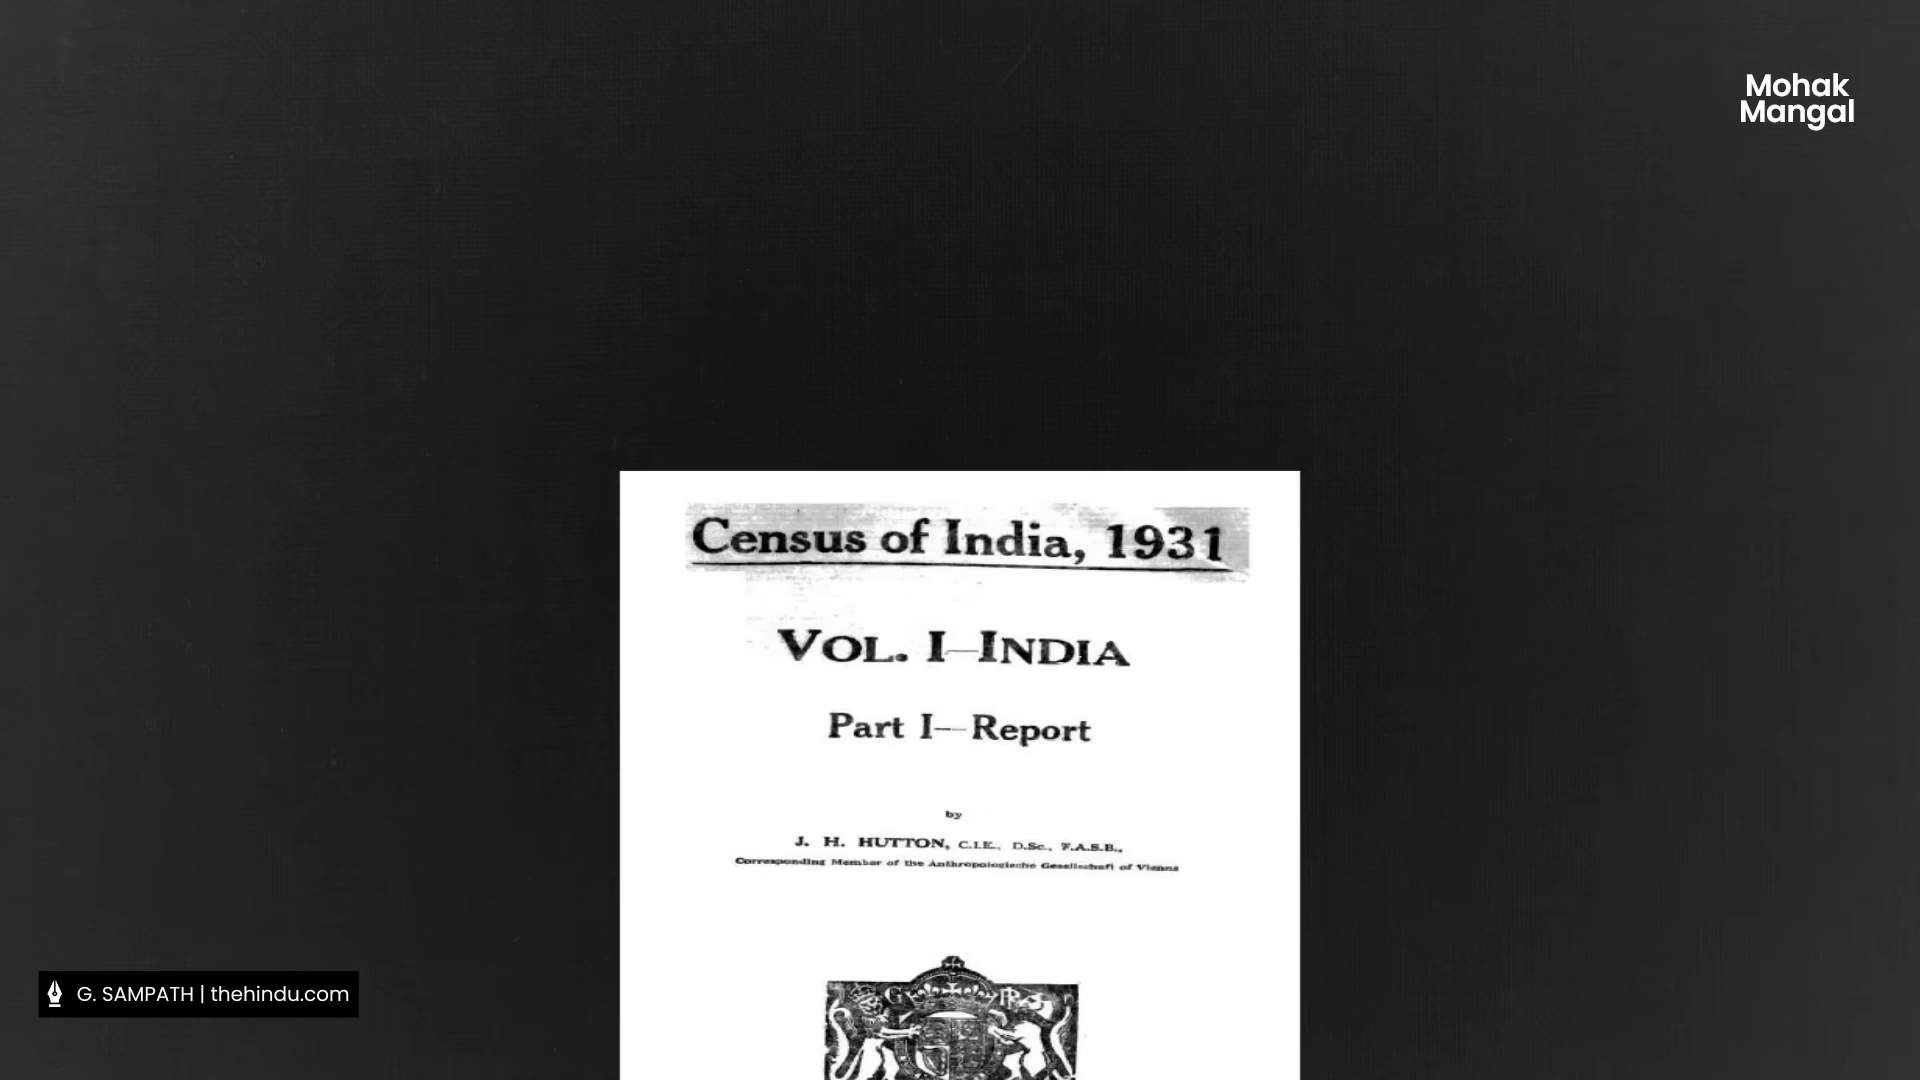 Mohak
Mangal
Census of India, 1931
VOL. I—INDIA
Part I—Report
by
J. H. HUTTON, C.I.E., D.Sc., F.A.S.B.,
Corresponding Member of the Anthropologische Gesellschaft of Vienna
G. SAMPATH | thehindu.com